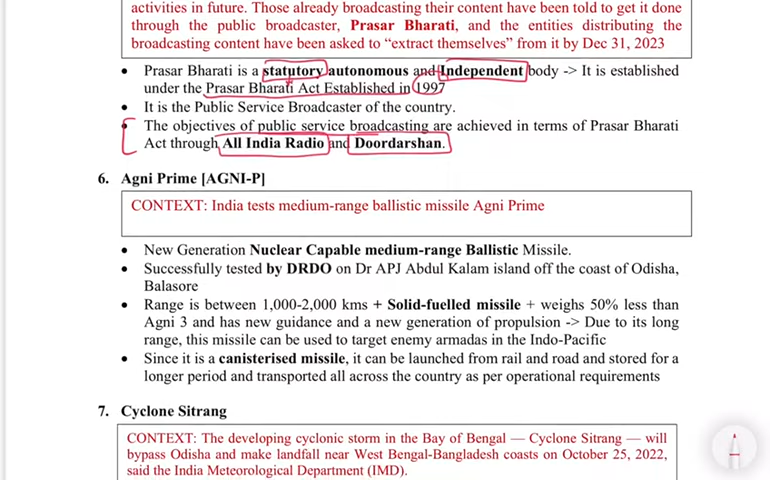 activities in future. Those already broadcasting their content have been told to get it done
through the public broadcaster, Prasar Bharati, and the entities distributing the
broadcasting content have been asked to “extract themselves” from it by Dec 31, 2023
• Prasar Bharati is a statutory autonomous and Independent body -> It is established
under the Prasar Bharati Act Established in 1997
• It is the Public Service Broadcaster of the country.
• The objectives of public service broadcasting are achieved in terms of Prasar Bharati
Act through All India Radio and Doordarshan.
6. Agni Prime [AGNI-P]
CONTEXT: India tests medium-range ballistic missile Agni Prime
• New Generation Nuclear Capable medium-range Ballistic Missile.
• Successfully tested by DRDO on Dr APJ Abdul Kalam island off the coast of Odisha,
Balasore
• Range is between 1,000-2,000 kms + Solid-fuelled missile + weighs 50% less than
Agni 3 and has new guidance and a new generation of propulsion -> Due to its long
range, this missile can be used to target enemy armadas in the Indo-Pacific
• Since it is a canisterised missile, it can be launched from rail and road and stored for a
longer period and transported all across the country as per operational requirements
7. Cyclone Sitrang
CONTEXT: The developing cyclonic storm in the Bay of Bengal — Cyclone Sitrang — will
bypass Odisha and make landfall near West Bengal-Bangladesh coasts on October 25, 2022,
said the India Meteorological Department (IMD).